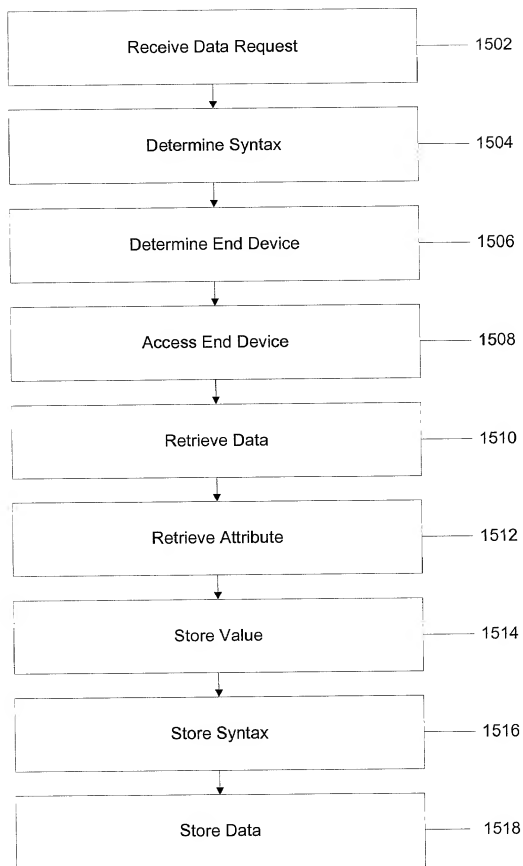 Receive Data Request 1502
Determine Syntax 1504
Determine End Device 1506
Access End Device 1508
Retrieve Data 1510
Retrieve Attribute 1512
Store Value 1514
Store Syntax 1516
Store Data 1518